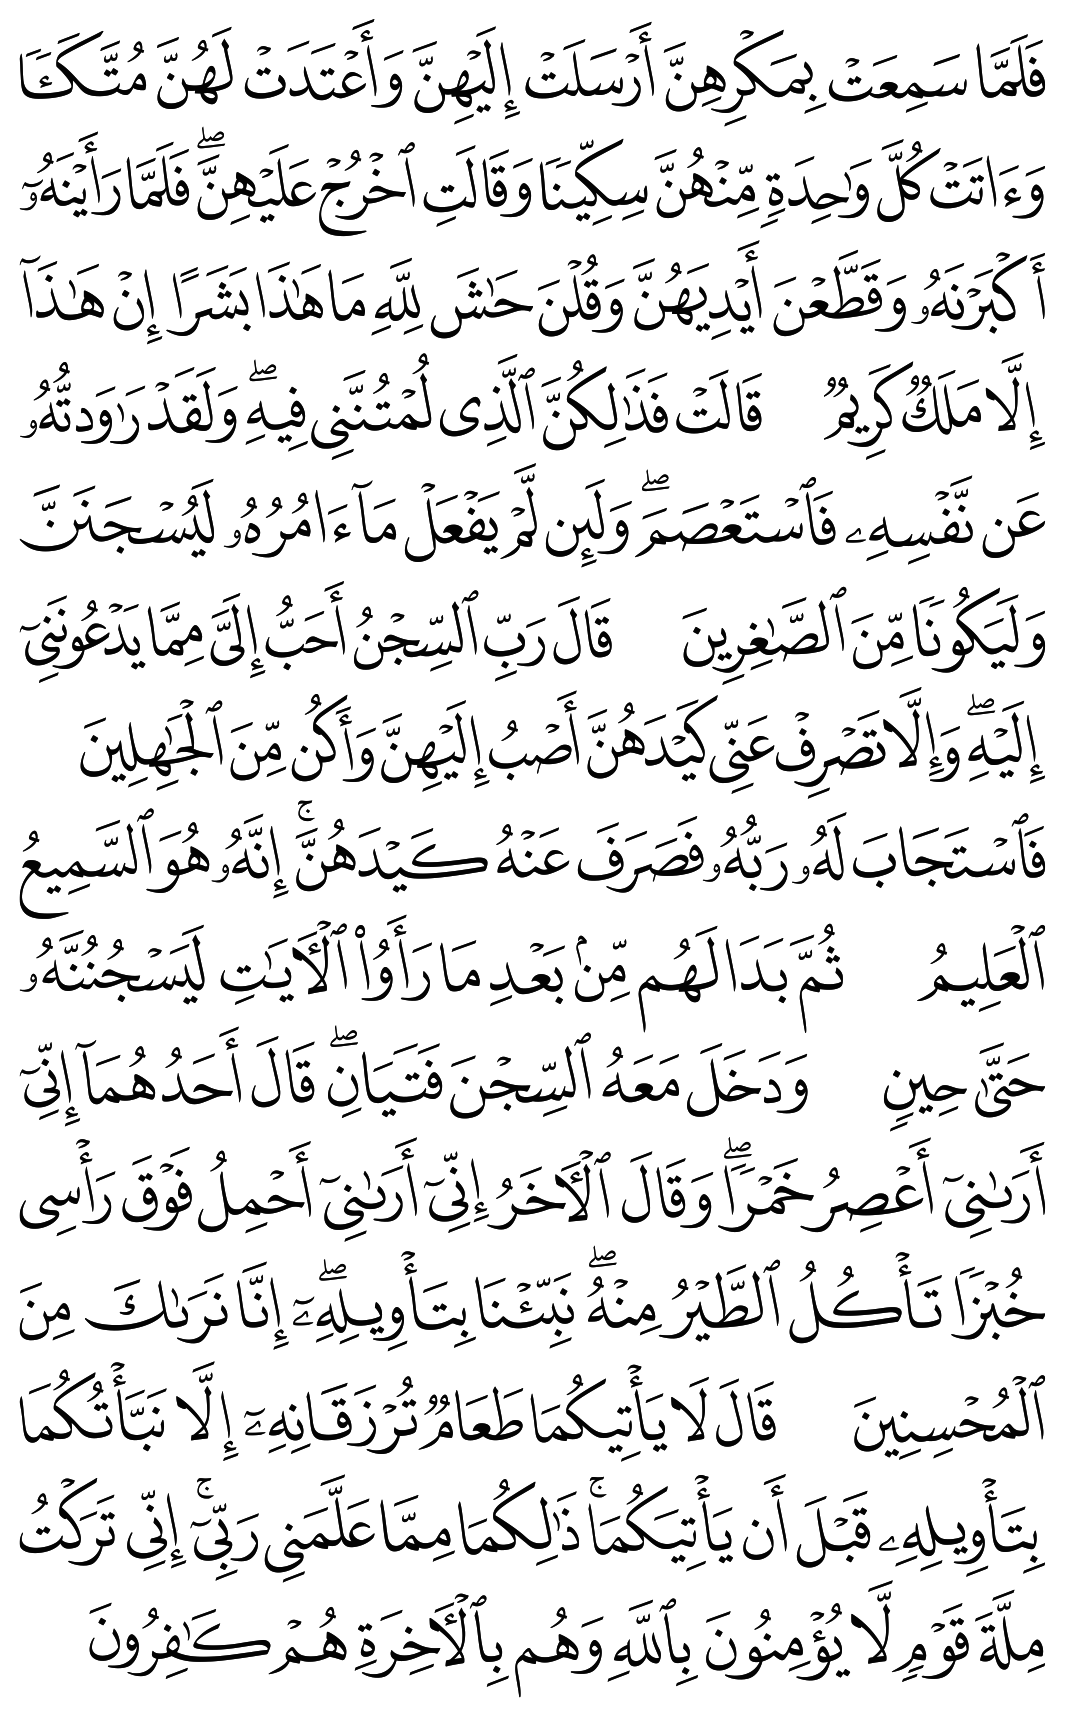 فَلَمَّا سَمِعَتۡ بِمَكۡرِهِنَّ أَرۡسَلَتۡ إِلَيۡهِنَّ وَأَعۡتَدَتۡ لَهُنَّ مُتَّكَـٔٗا
وَءَاتَتۡ كُلَّ وَٰحِدَةٖ مِّنۡهُنَّ سِكِّينٗا وَقَالَتِ ٱخۡرُجۡ عَلَيۡهِنَّۖ فَلَمَّا رَأَيۡنَهُۥٓ
أَكۡبَرۡنَهُۥ وَقَطَّعۡنَ أَيۡدِيَهُنَّ وَقُلۡنَ حَٰشَ لِلَّهِ مَا هَٰذَا بَشَرًا إِنۡ هَٰذَآ
إِلَّا مَلَكٞ كَرِيمٞ قَالَتۡ فَذَٰلِكُنَّ ٱلَّذِي لُمۡتُنَّنِي فِيهِۖ وَلَقَدۡ رَٰوَدتُّهُۥ
عَن نَّفۡسِهِۦ فَٱسۡتَعۡصَمَۖ وَلَئِن لَّمۡ يَفۡعَلۡ مَآ ءَامُرُهُۥ لَيُسۡجَنَنَّ
وَلَيَكُونٗا مِّنَ ٱلصَّٰغِرِينَ قَالَ رَبِّ ٱلسِّجۡنُ أَحَبُّ إِلَيَّ مِمَّا يَدۡعُونَنِيٓ
إِلَيۡهِۖ وَإِلَّا تَصۡرِفۡ عَنِّي كَيۡدَهُنَّ أَصۡبُ إِلَيۡهِنَّ وَأَكُن مِّنَ ٱلۡجَٰهِلِينَ
فَٱسۡتَجَابَ لَهُۥ رَبُّهُۥ فَصَرَفَ عَنۡهُ كَيۡدَهُنَّۚ إِنَّهُۥ هُوَ ٱلسَّمِيعُ
ٱلۡعَلِيمُ ثُمَّ بَدَا لَهُم مِّنۢ بَعۡدِ مَا رَأَوُاْ ٱلۡأٓيَٰتِ لَيَسۡجُنُنَّهُۥ
حَتَّىٰ حِينٖ وَدَخَلَ مَعَهُ ٱلسِّجۡنَ فَتَيَانِۖ قَالَ أَحَدُهُمَآ إِنِّيٓ
أَرَىٰنِيٓ أَعۡصِرُ خَمۡرٗاۖ وَقَالَ ٱلۡأٓخَرُ إِنِّيٓ أَرَىٰنِيٓ أَحۡمِلُ فَوۡقَ رَأۡسِي
خُبۡزٗا تَأۡكُلُ ٱلطَّيۡرُ مِنۡهُۖ نَبِّئۡنَا بِتَأۡوِيلِهِۦٓۖ إِنَّا نَرَىٰكَ مِنَ
ٱلۡمُحۡسِنِينَ قَالَ لَا يَأۡتِيكُمَا طَعَامٞ تُرۡزَقَانِهِۦٓ إِلَّا نَبَّأۡتُكُمَا
بِتَأۡوِيلِهِۦ قَبۡلَ أَن يَأۡتِيَكُمَاۚ ذَٰلِكُمَا مِمَّا عَلَّمَنِي رَبِّيٓۚ إِنِّي تَرَكۡتُ
مِلَّةَ قَوۡمٖ لَّا يُؤۡمِنُونَ بِٱللَّهِ وَهُم بِٱلۡأٓخِرَةِ هُمۡ كَٰفِرُونَ